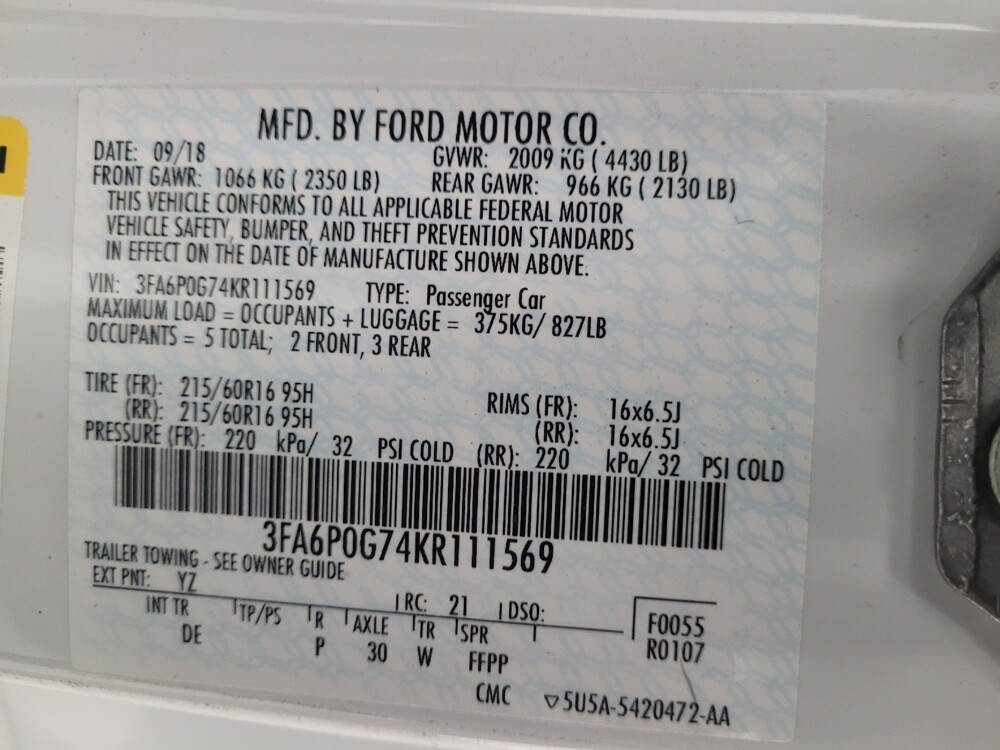 MFD. BY FORD MOTOR CO.
DATE: 09/18 GVWR: 2009 KG ( 4430 LB)
FRONT GAWR: 1066 KG ( 2350 LB) REAR GAWR: 966 KG ( 2130 LB)
THIS VEHICLE CONFORMS TO ALL APPLICABLE FEDERAL MOTOR
VEHICLE SAFETY, BUMPER, AND THEFT PREVENTION STANDARDS
IN EFFECT ON THE DATE OF MANUFACTURE SHOWN ABOVE.
VIN: 3FA6P0G74KR111569 TYPE: Passenger Car
MAXIMUM LOAD = OCCUPANTS + LUGGAGE = 375KG/ 827LB
OCCUPANTS = 5 TOTAL; 2 FRONT, 3 REAR
TIRE (FR): 215/60R16 95H RIMS (FR): 16x6.5J
(RR): 215/60R16 95H (RR): 16x6.5J
PRESSURE (FR): 220 kPa/ 32 PSI COLD (RR): 220 kPa/ 32 PSI COLD
3FA6P0G74KR111569
TRAILER TOWING - SEE OWNER GUIDE
EXT PNT: YZ RC: 21 DSO: F0055
INT TR TP/PS R AXLE TR SPR R0107
DE P 30 W FFPP
CMC ▽5U5A-5420472-AA